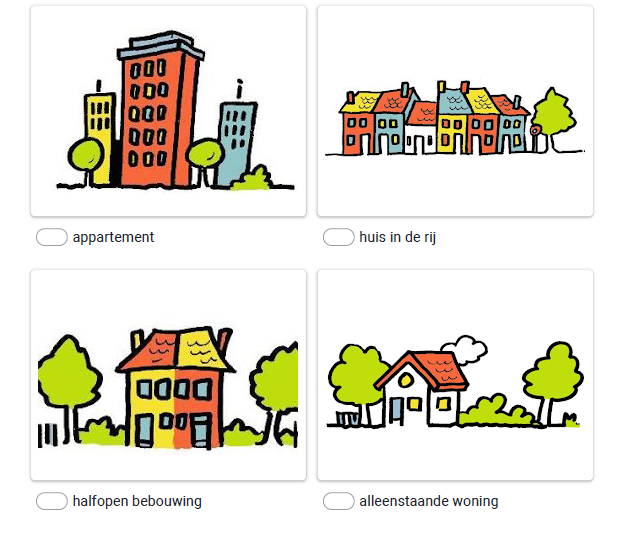 appartement
huis in de rij
halfopen bebouwing
alleenstaande woning